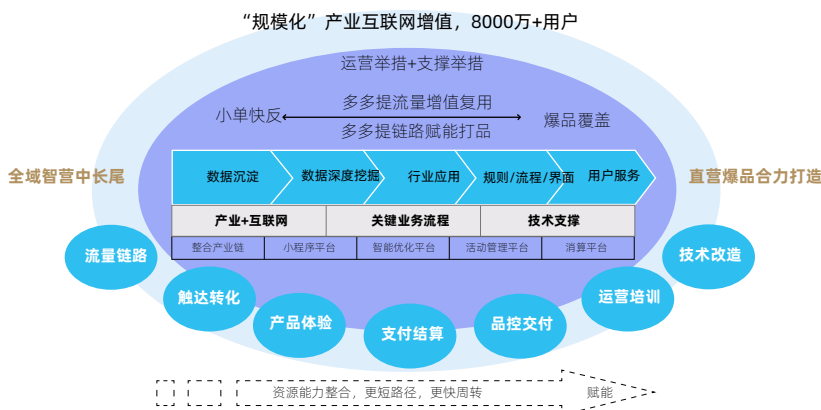 “规模化”产业互联网增值，8000万+用户
运营举措+支撑举措
小单快反
多多提流量增值复用
多多提链路赋能打品
爆品覆盖
全域智营中长尾
直营爆品合力打造
数据沉淀
数据深度挖掘
行业应用
规则/流程/界面
用户服务
产业+互联网
关键业务流程
技术支撑
整合产业链
小程序平台
智能优化平台
活动管理平台
消算平台
流量链路
触达转化
产品体验
支付结算
品控交付
运营培训
技术改造
资源能力整合，更短路径，更快周转
赋能